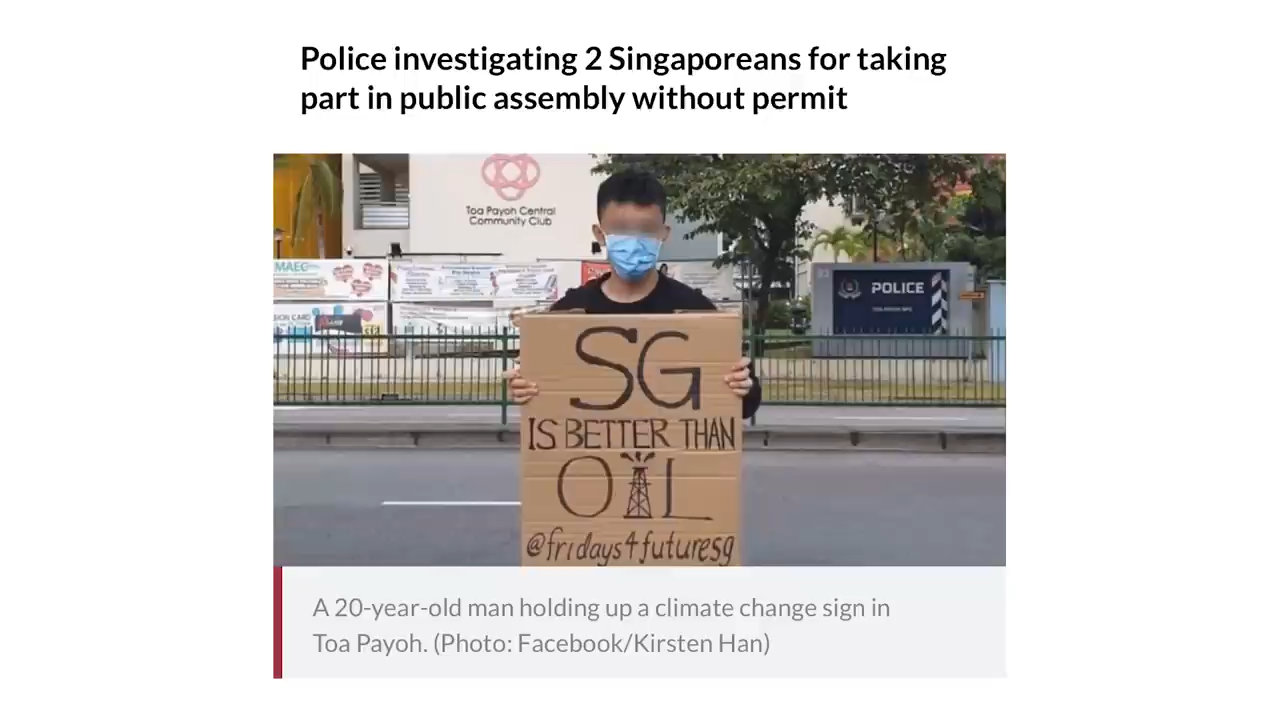 Police investigating 2 Singaporeans for taking
part in public assembly without permit
Toa Payoh Central
Community Club
MAEC
POLICE
SG
IS BETTER THAN
OIL
@fridays4futuresg
A 20-year-old man holding up a climate change sign in
Toa Payoh. (Photo: Facebook/Kirsten Han)